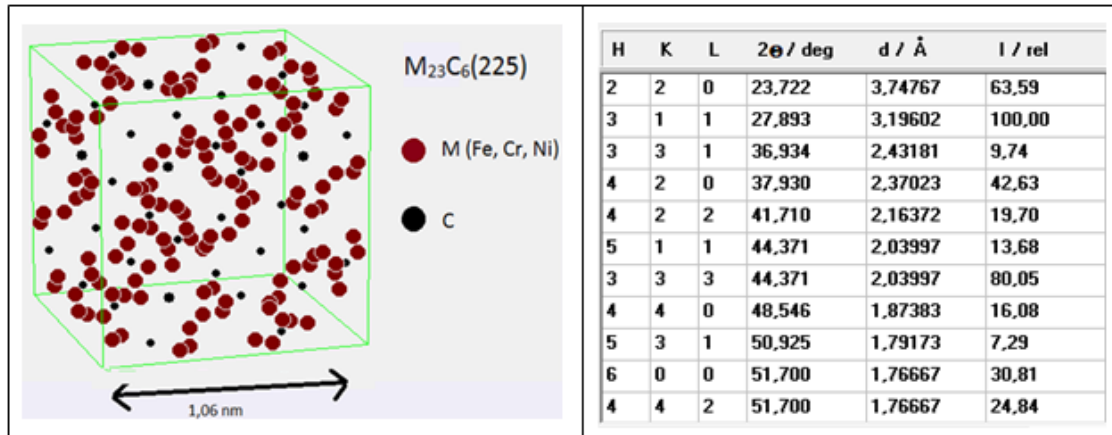 M₂₃C₆(225)
M (Fe, Cr, Ni)
C
1,06 nm
H K L 2Θ / deg d / Å I / rel
2 2 0 23,722 3,74767 63,59
3 1 1 27,893 3,19602 100,00
3 3 1 36,934 2,43181 9,74
4 2 0 37,930 2,37023 42,63
4 2 2 41,710 2,16372 19,70
5 1 1 44,371 2,03997 13,68
3 3 3 44,371 2,03997 80,05
4 4 0 48,546 1,87383 16,08
5 3 1 50,925 1,79173 7,29
6 0 0 51,700 1,76667 30,81
4 4 2 51,700 1,76667 24,84